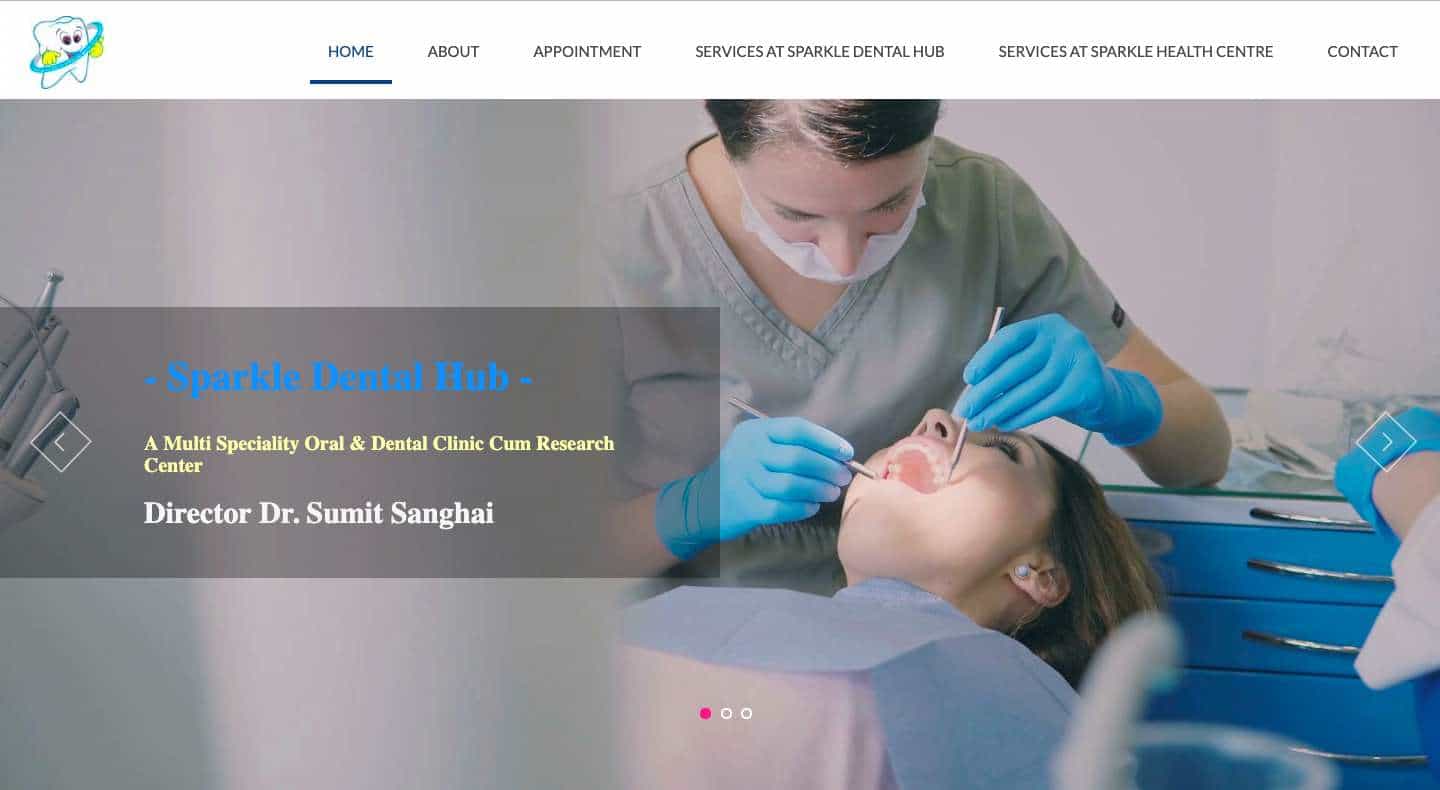 HOME ABOUT APPOINTMENT SERVICES AT SPARKLE DENTAL HUB SERVICES AT SPARKLE HEALTH CENTRE CONTACT
- Sparkle Dental Hub -
A Multi Speciality Oral & Dental Clinic Cum Research
Center
Director Dr. Sumit Sanghai